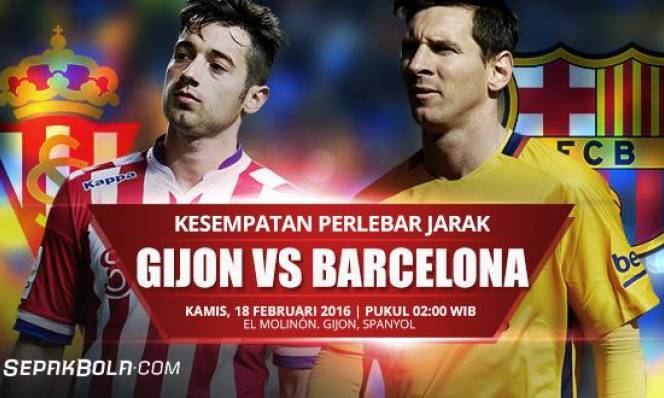 Kappa
F C B
be
KESEMPATAN PERLEBAR JARAK
GIJON VS BARCELONA
KAMIS, 18 FEBRUARI 2016 | PUKUL 02:00 WIB
EL MOLINÓN. GIJON, SPANYOL
SEPAKBOLA.COM